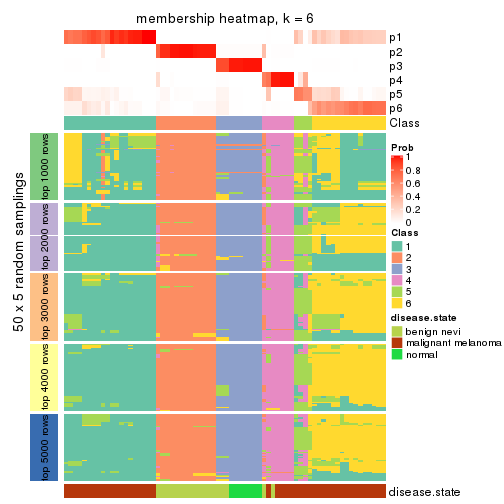 membership heatmap, k = 6
p1
p2
p3
p4
p5
p6
Class
50 x 5 random samplings
top 1000 rows
top 2000 rows
top 3000 rows
top 4000 rows
top 5000 rows
disease.state
Prob
1
0.8
0.6
0.4
0.2
0
Class
1
2
3
4
5
6
disease.state
benign nevi
malignant melanoma
normal